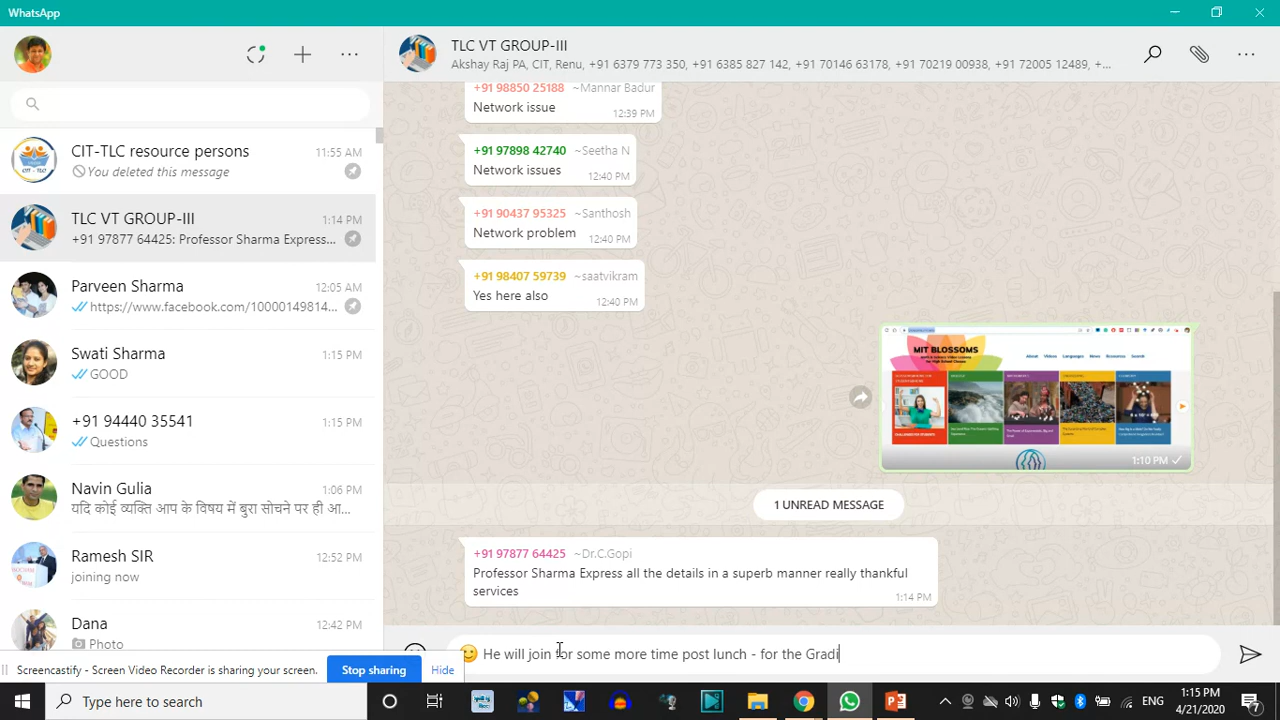 WhatsApp
TLC VT GROUP-III
Akshay Raj PA, CIT, Renu, +91 6379 773 350, +91 6385 827 142, +91 70146 63178, +91 70219 00938, +91 72005 12489, +...
CIT-TLC resource persons
11:55 AM
You deleted this message
TLC VT GROUP-III
1:14 PM
+91 97877 64425: Professor Sharma Express...
Parveen Sharma
12:05 AM
https://www.facebook.com/10000149814...
Swati Sharma
1:15 PM
GOOD
+91 94440 35541
1:15 PM
Questions
Navin Gulia
1:06 PM
यदि कोई व्यक्ति आप के विषय में बुरा सोचने पर ही आ...
Ramesh SIR
12:52 PM
joining now
Dana
12:42 PM
Photo
+91 98850 25188 ~Mannar Badur
Network issue
12:39 PM
+91 97898 42740 ~Seetha N
Network issues
12:40 PM
+91 90437 95325 ~Santhosh
Network problem
12:40 PM
+91 98407 59739 ~saatvikram
Yes here also
12:40 PM
MIT BLOSSOMS
About Videos Languages News Resources Search
1:10 PM
1 UNREAD MESSAGE
+91 97877 64425 ~Dr.C.Gopi
Professor Sharma Express all the details in a superb manner really thankful
services
1:14 PM
He will join for some more time post lunch - for the Gradi
Screencastify - Screen Video Recorder is sharing your screen.
Stop sharing
Hide
Type here to search
ENG
1:15 PM
4/21/2020
7